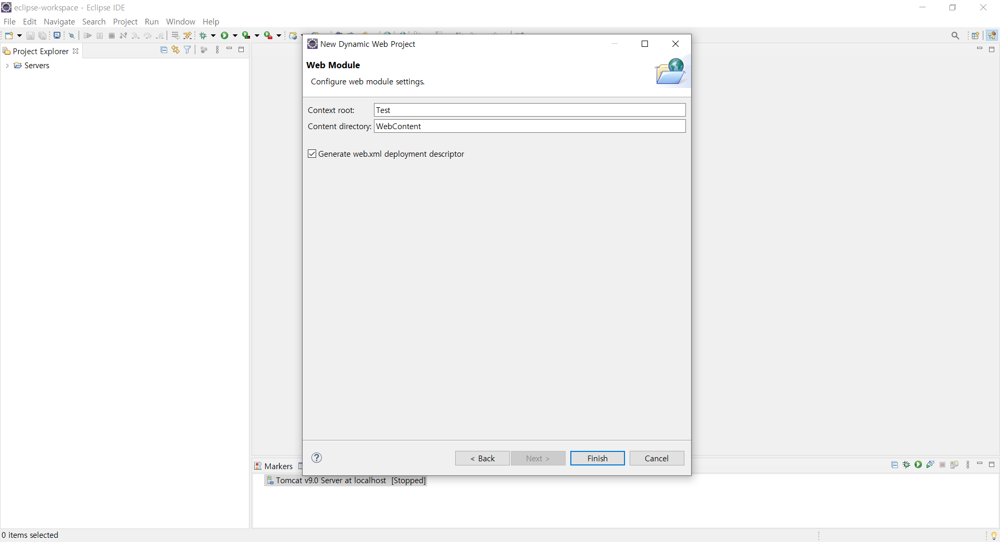 eclipse-workspace - Eclipse IDE
File Edit Navigate Search Project Run Window Help
Project Explorer
Servers
New Dynamic Web Project
Web Module
Configure web module settings.
Context root: Test
Content directory: WebContent
Generate web.xml deployment descriptor
? < Back Next > Finish Cancel
Markers
Tomcat v9.0 Server at localhost [Stopped]
0 items selected